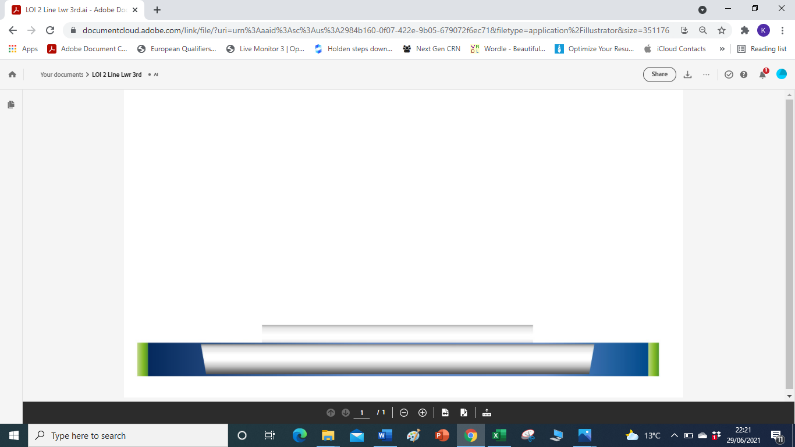 LOI 2 Line Lwr 3rd.ai - Adobe Do
documentcloud.adobe.com/link/file/?uri=urn%3Aaaid%3Asc%3Aus%3A2984b160-0f07-422e-9b05-679072f6ec71&filetype=application%2Fillustrator&size=351176
K
Apps Adobe Document C... European Qualifiers... Live Monitor 3 | Op... Holden steps down... Next Gen CRN Wordle - Beautiful... Optimize Your Resu... iCloud Contacts » Reading list
Your documents > LOI 2 Line Lwr 3rd • AI Share
1 / 1
Type here to search 13°C 22:21
29/06/2021